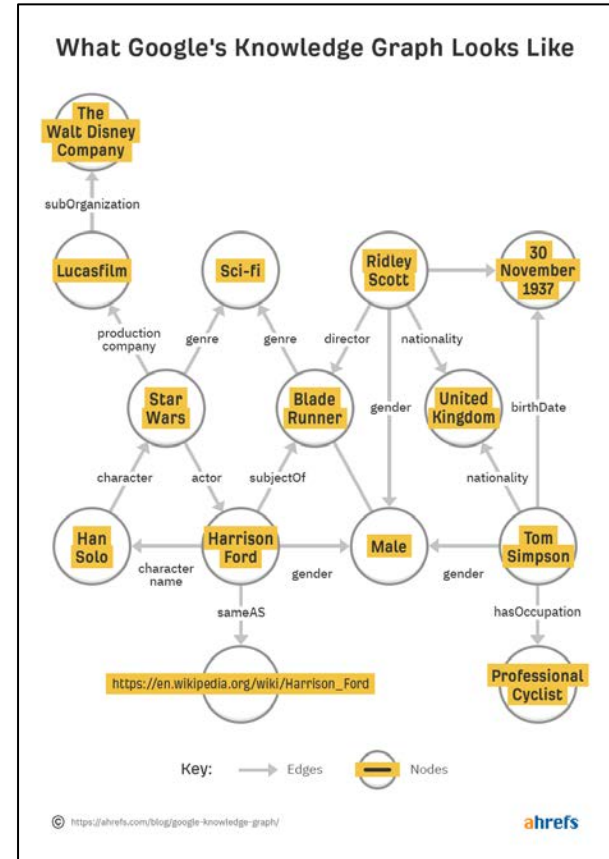 What Google's Knowledge Graph Looks Like
The
Walt Disney
Company
subOrganization
Lucasfilm
Sci-fi
Ridley
Scott
30
November
1937
production
company
genre
genre
director
nationality
Star
Wars
Blade
Runner
gender
United
Kingdom
birthDate
character
actor
subjectOf
nationality
Han
Solo
Harrison
Ford
Male
Tom
Simpson
character
name
gender
gender
sameAS
hasOccupation
https://en.wikipedia.org/wiki/Harrison_Ford
Professional
Cyclist
Key:
Edges
Nodes
© https://ahrefs.com/blog/google-knowledge-graph/
ahrefs